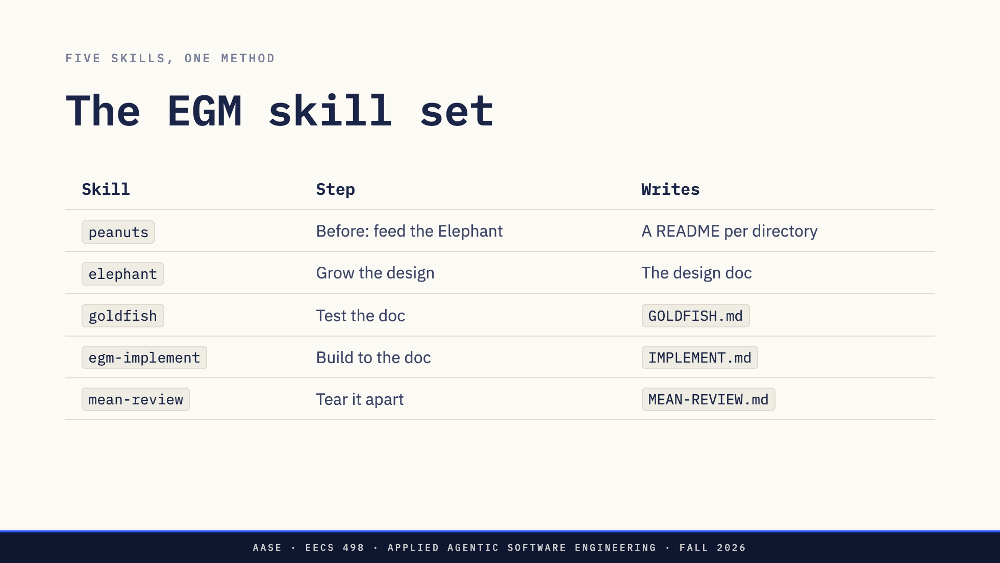 FIVE SKILLS, ONE METHOD
The EGM skill set
Skill Step Writes
peanuts Before: feed the Elephant A README per directory
elephant Grow the design The design doc
goldfish Test the doc GOLDFISH.md
egm-implement Build to the doc IMPLEMENT.md
mean-review Tear it apart MEAN-REVIEW.md
AASE · EECS 498 · APPLIED AGENTIC SOFTWARE ENGINEERING · FALL 2026